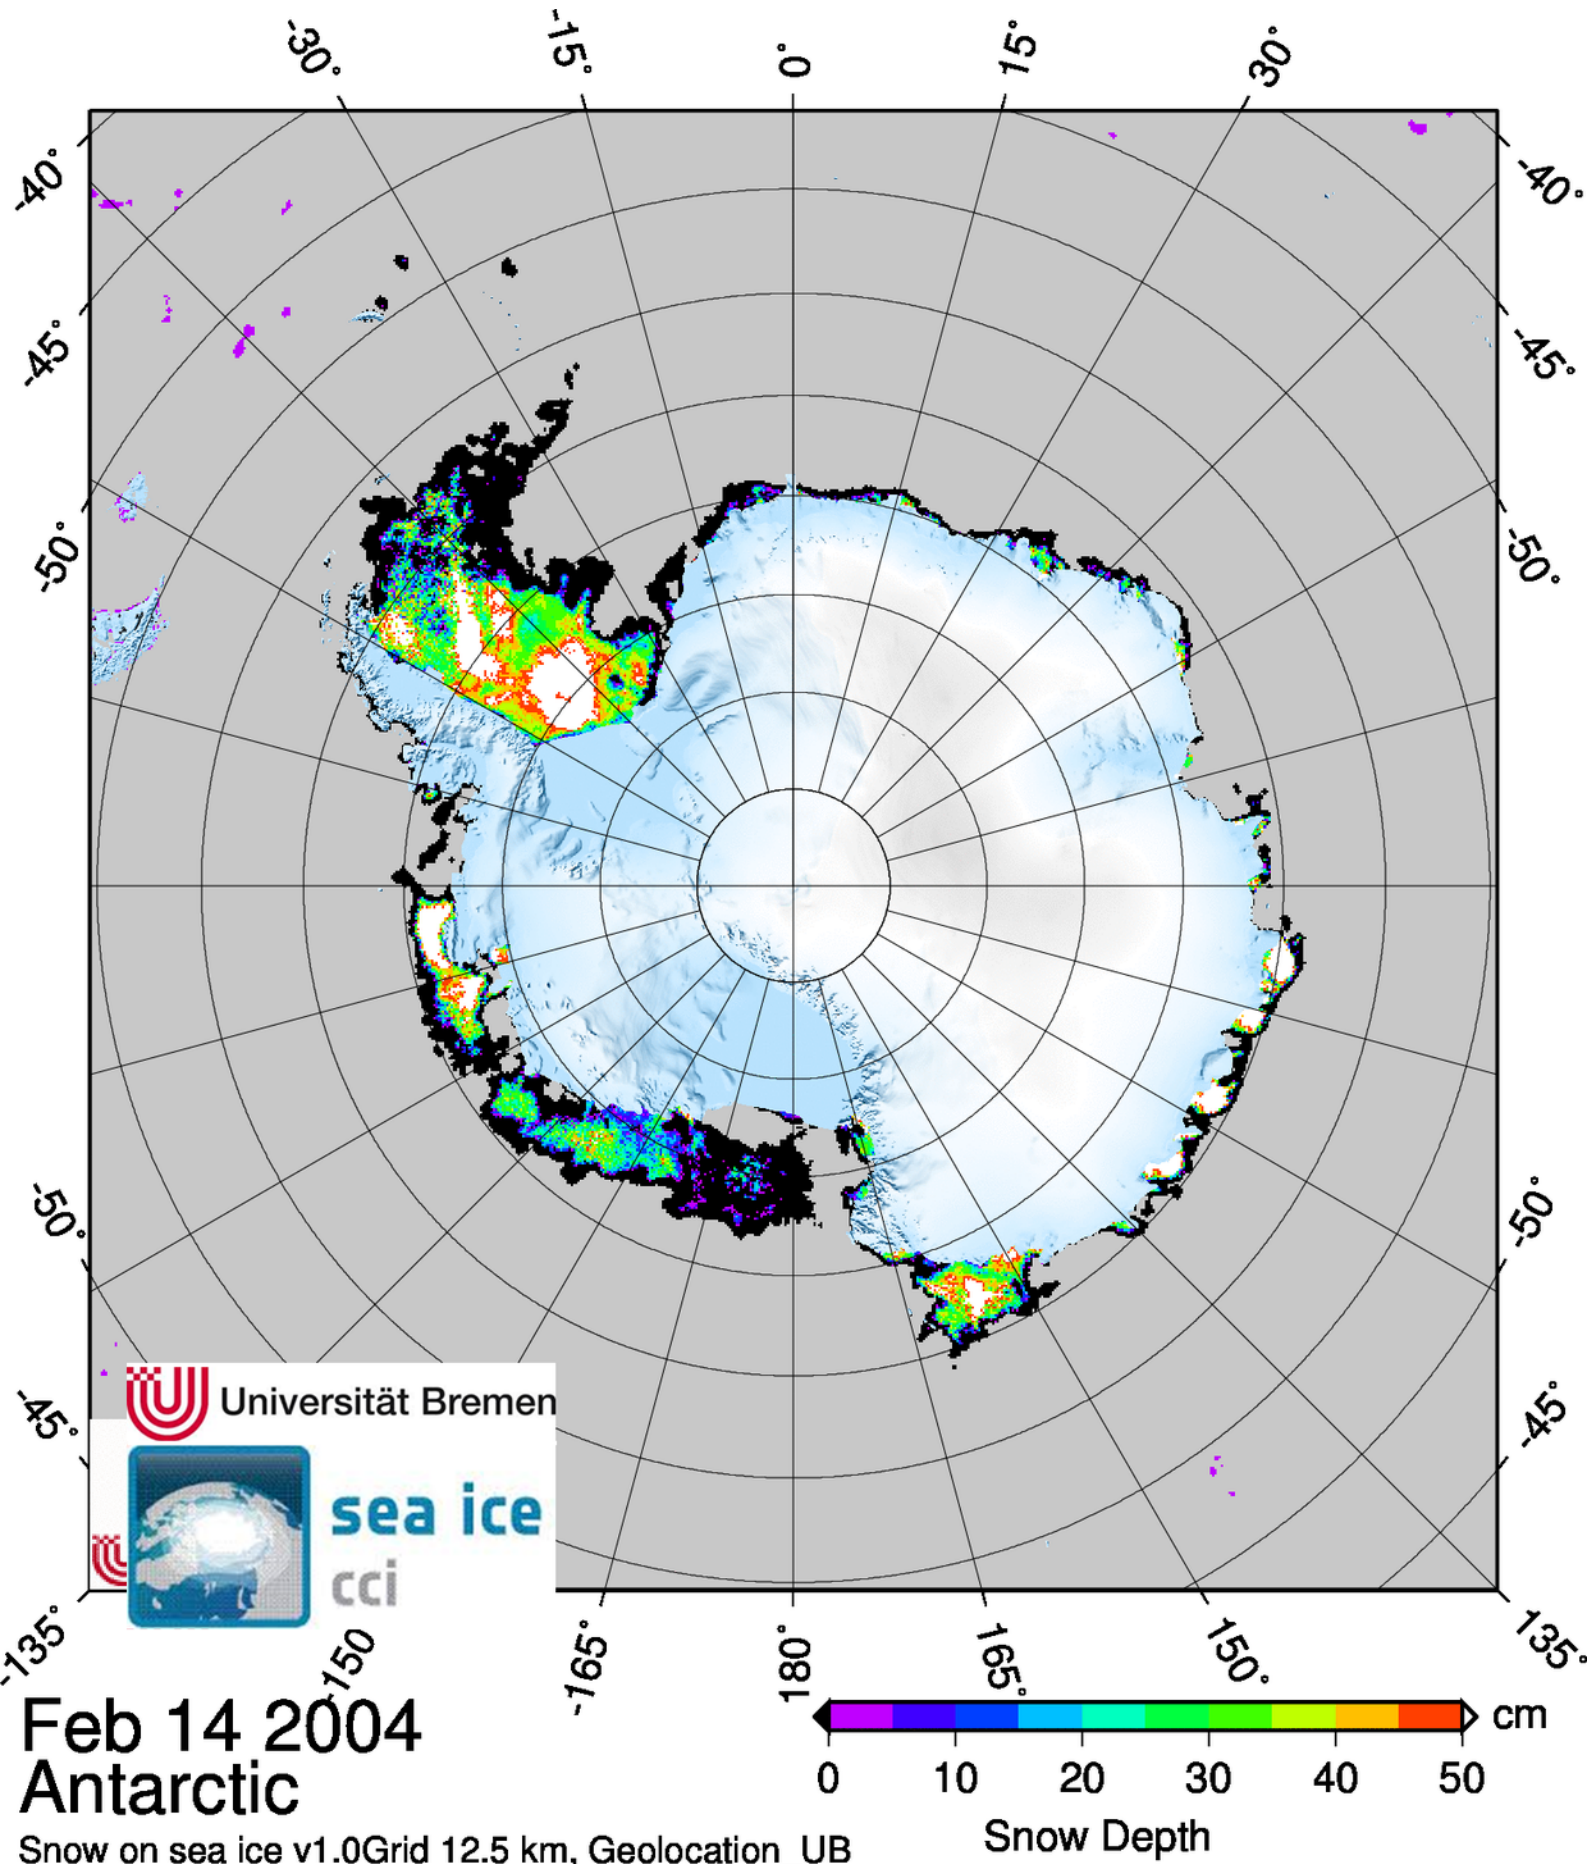 -30° -15° 0° 15° 30°
-40° -40°
-45° -45°
-50° -50°
-50° -50°
-45° -45°
Universität Bremen
sea ice
cci
-135° -150 -165° 180° 165° 150° 135°
Feb 14 2004
Antarctic
Snow on sea ice v1.0Grid 12.5 km, Geolocation UB
cm
0 10 20 30 40 50
Snow Depth